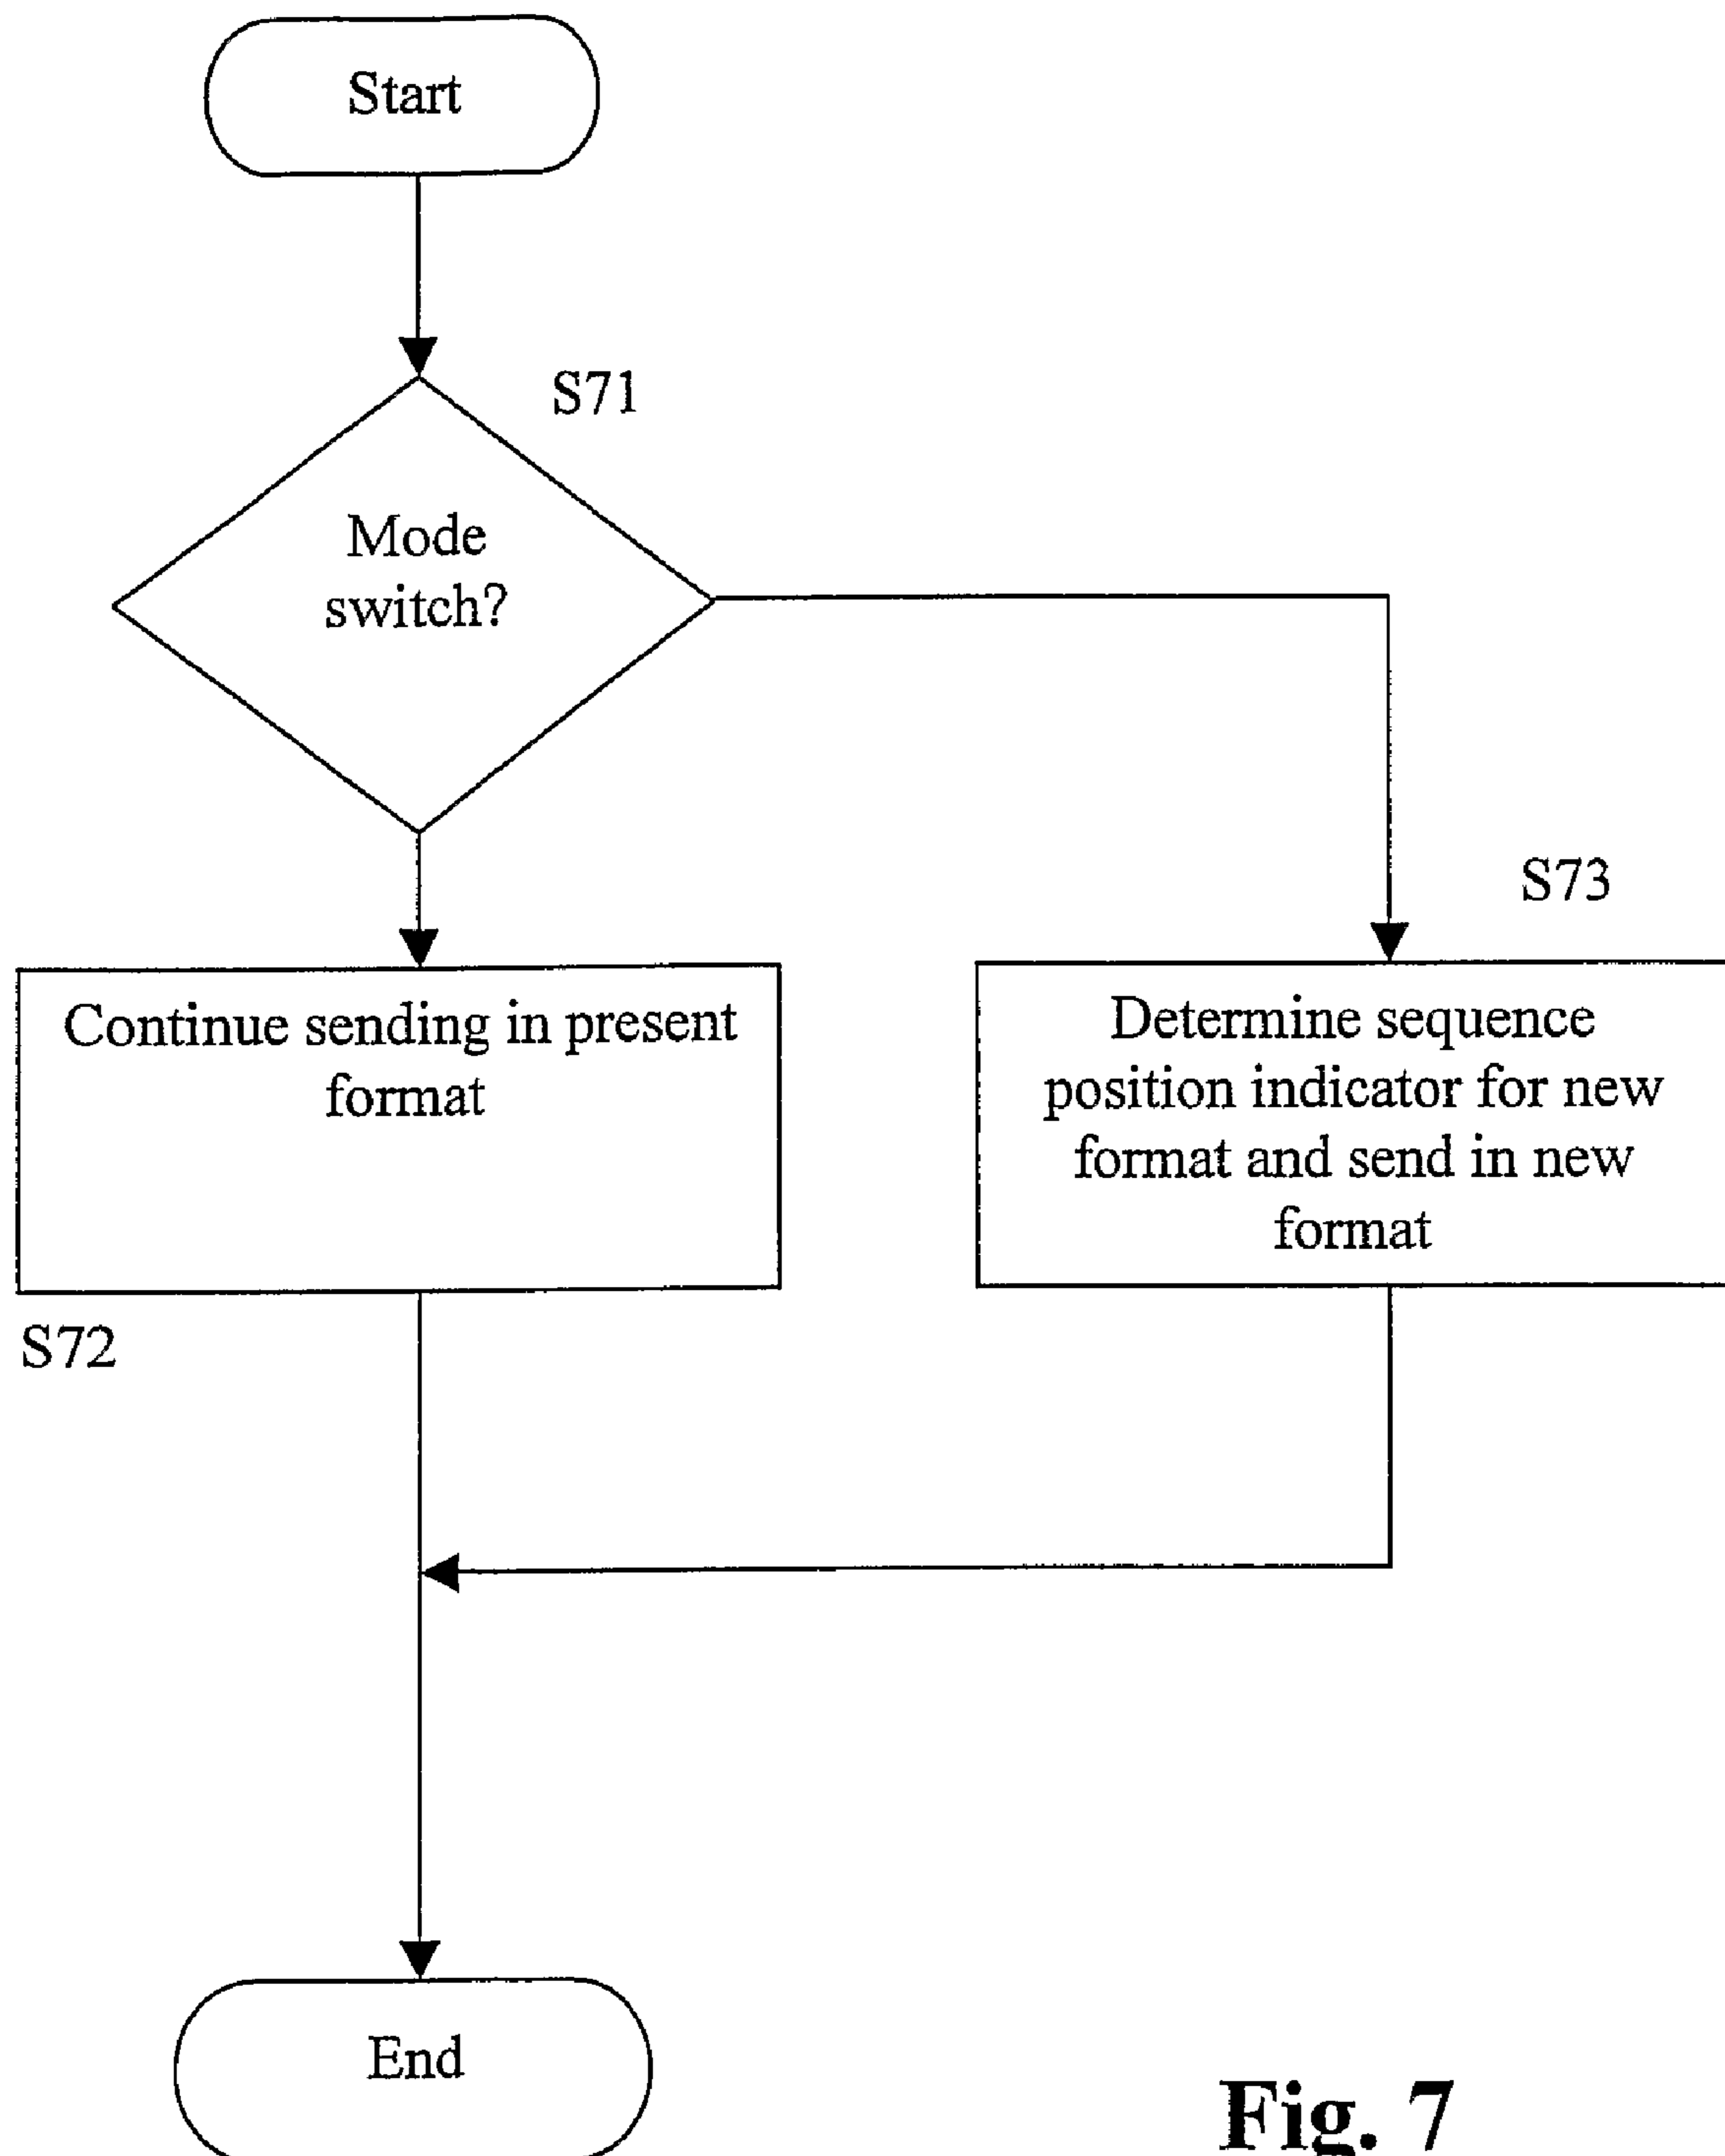 Start
S71
Mode
switch?
S73
Continue sending in present
format
Determine sequence
position indicator for new
format and send in new
format
S72
End
Fig. 7